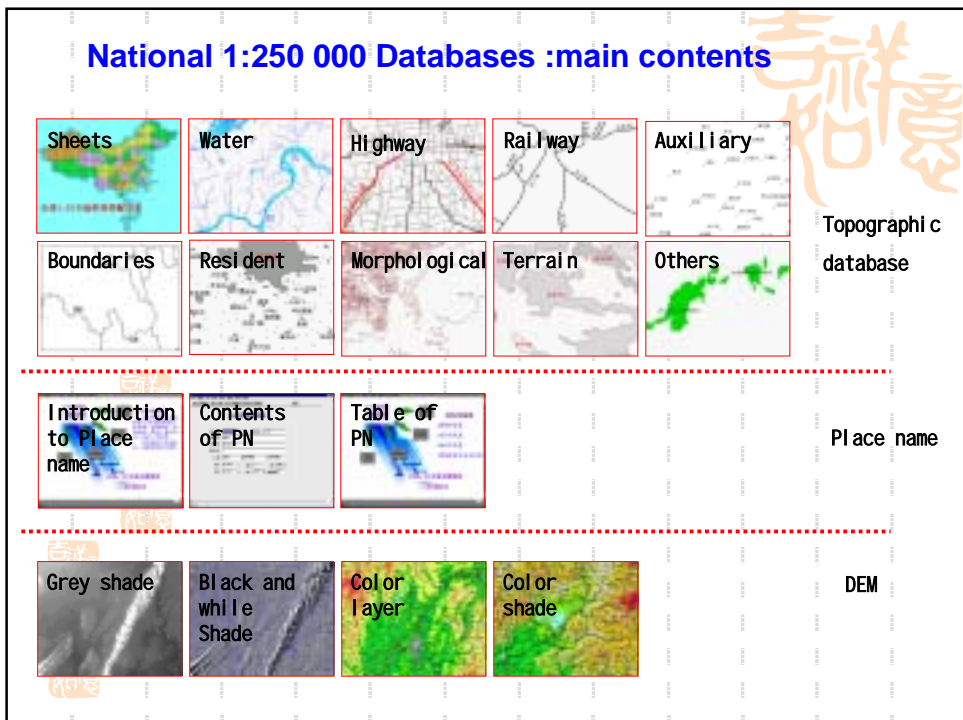 National 1:250 000 Databases :main contents
Sheets
Water
Highway
Railway
Auxiliary
Topographic
database
Boundaries
Resident
Morphological
Terrain
Others
Introduction
to Place
name
Contents
of PN
Table of
PN
Place name
Grey shade
Black and
while
Shade
Color
layer
Color
shade
DEM